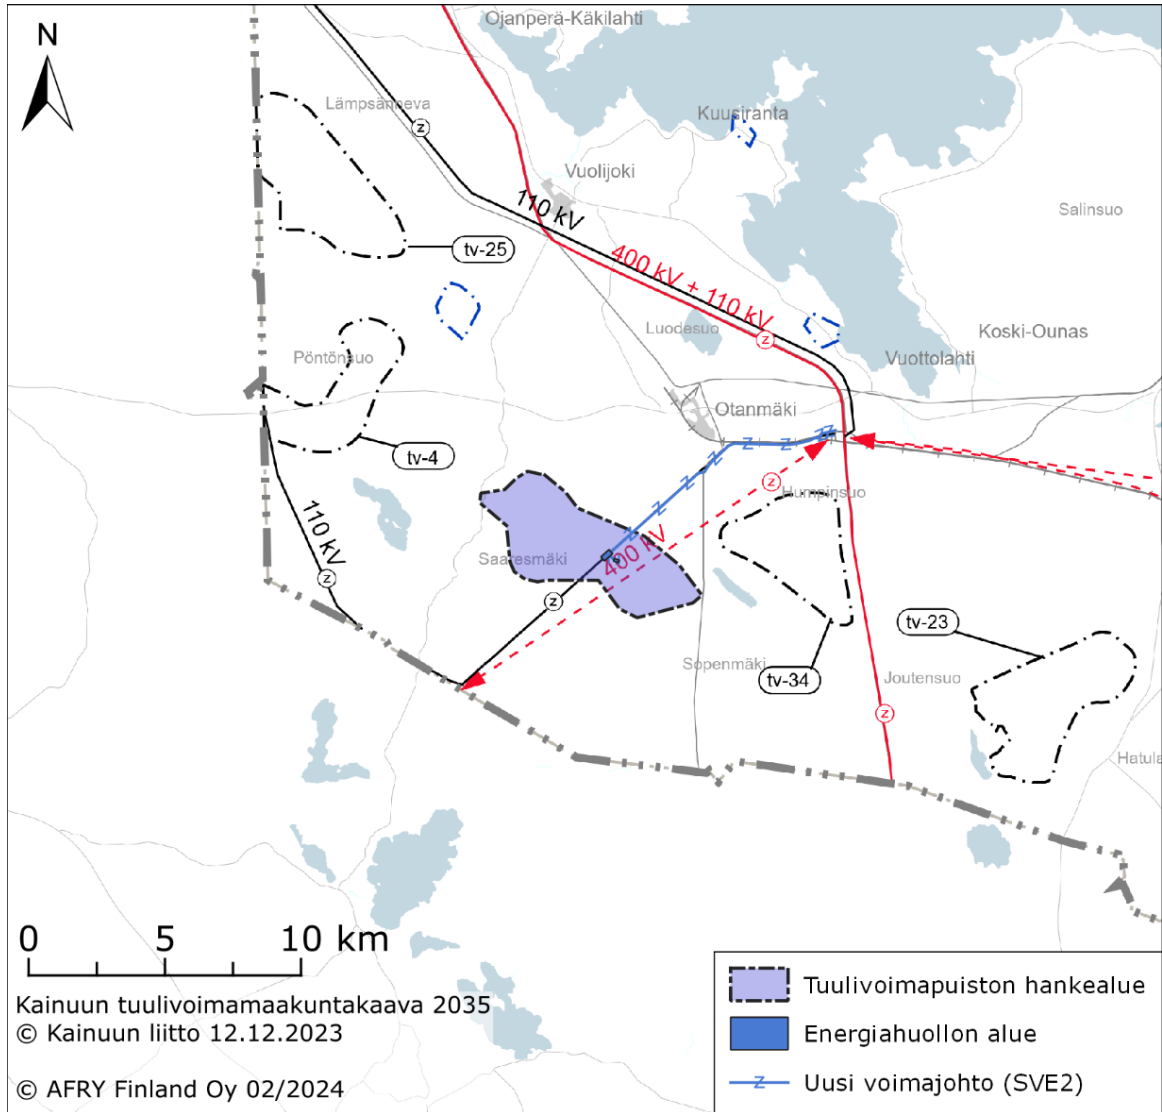 Ojanperä-Käkilahti
N
Lämpsänneva
Kuusiranta
z
Vuolijoki
110 kV
Salinsuo
tv-25
400 kV + 110 kV
Luodesuo
z
Koski-Ounas
Pöntönsuo
Vuottolahti
Otanmäki
tv-4
z
Humpinsuo
110 kV
Saaresmäki
400 kV
z
z
tv-23
Sopenmäki
tv-34
Joutensuo
z
Hatula
0 5 10 km
Kainuun tuulivoimamaakuntakaava 2035
© Kainuun liitto 12.12.2023
© AFRY Finland Oy 02/2024
Tuulivoimapuiston hankealue
Energiahuollon alue
z Uusi voimajohto (SVE2)